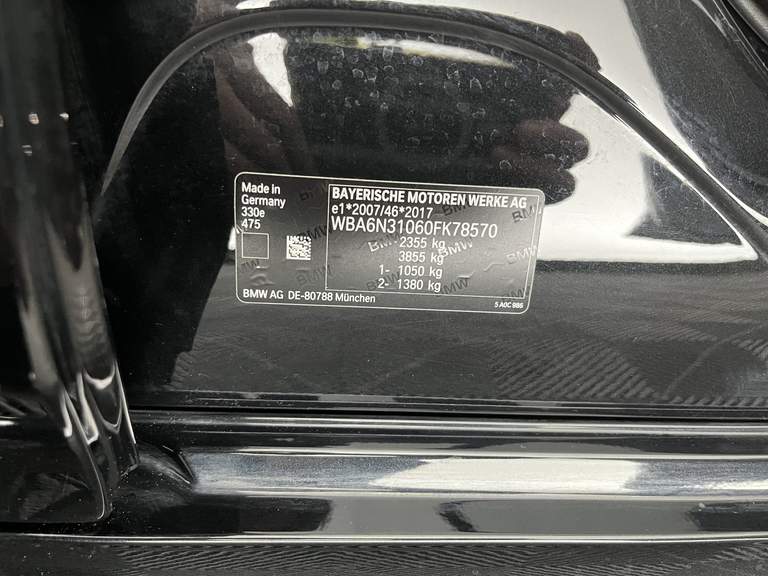 Made in
Germany
330e
475
BAYERISCHE MOTOREN WERKE AG
e1*2007/46*2017
WBA6N31060FK78570
2355 kg
3855 kg
1- 1050 kg
2- 1380 kg
BMW AG DE-80788 München
5 A0C 886